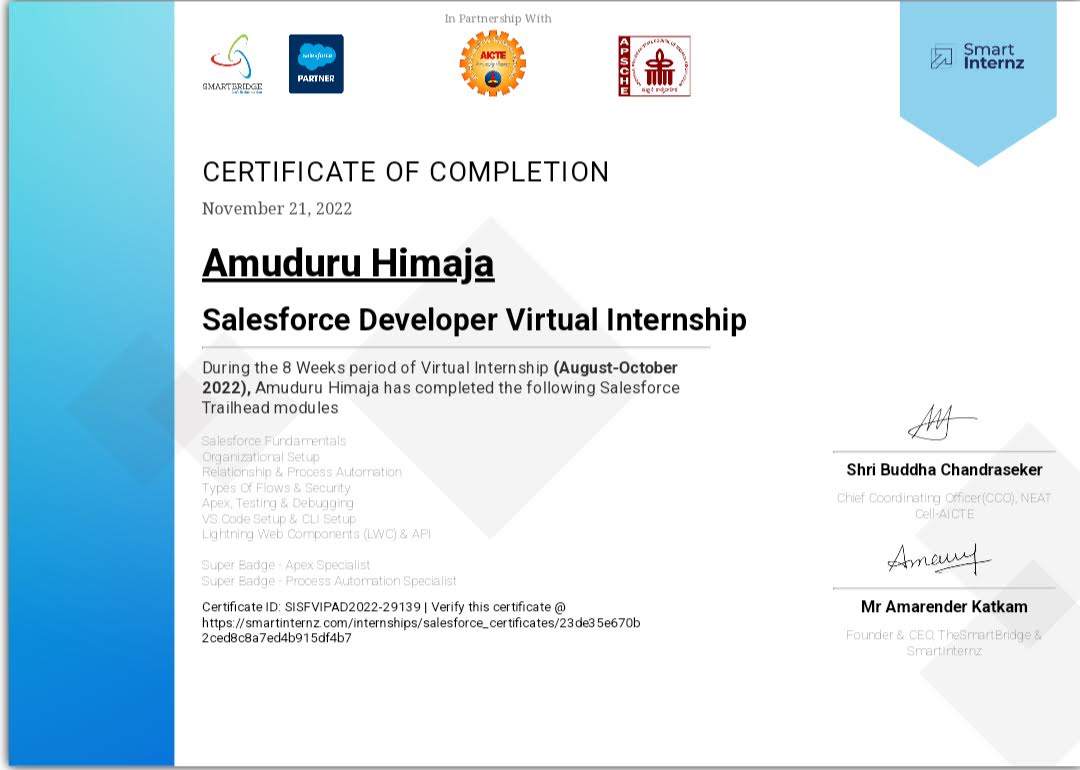 In Partnership With
SMARTBRIDGE
salesforce
PARTNER
AICTE
APSCHE
Smart
Internz
CERTIFICATE OF COMPLETION
November 21, 2022
Amuduru Himaja
Salesforce Developer Virtual Internship
During the 8 Weeks period of Virtual Internship (August-October
2022), Amuduru Himaja has completed the following Salesforce
Trailhead modules
Salesforce Fundamentals
Organizational Setup
Relationship & Process Automation
Types Of Flows & Security
Apex, Testing & Debugging
VS Code Setup & CLI Setup
Lightning Web Components (LWC) & API
Super Badge - Apex Specialist
Super Badge - Process Automation Specialist
Certificate ID: SISFVIPAD2022-29139 | Verify this certificate @
https://smartinternz.com/internships/salesforce_certificates/23de35e670b
2ced8c8a7ed4b915df4b7
Shri Buddha Chandraseker
Chief Coordinating Officer(CCO), NEAT
Cell-AICTE
Amaran
Mr Amarender Katkam
Founder & CEO, TheSmartBridge &
Smartinternz